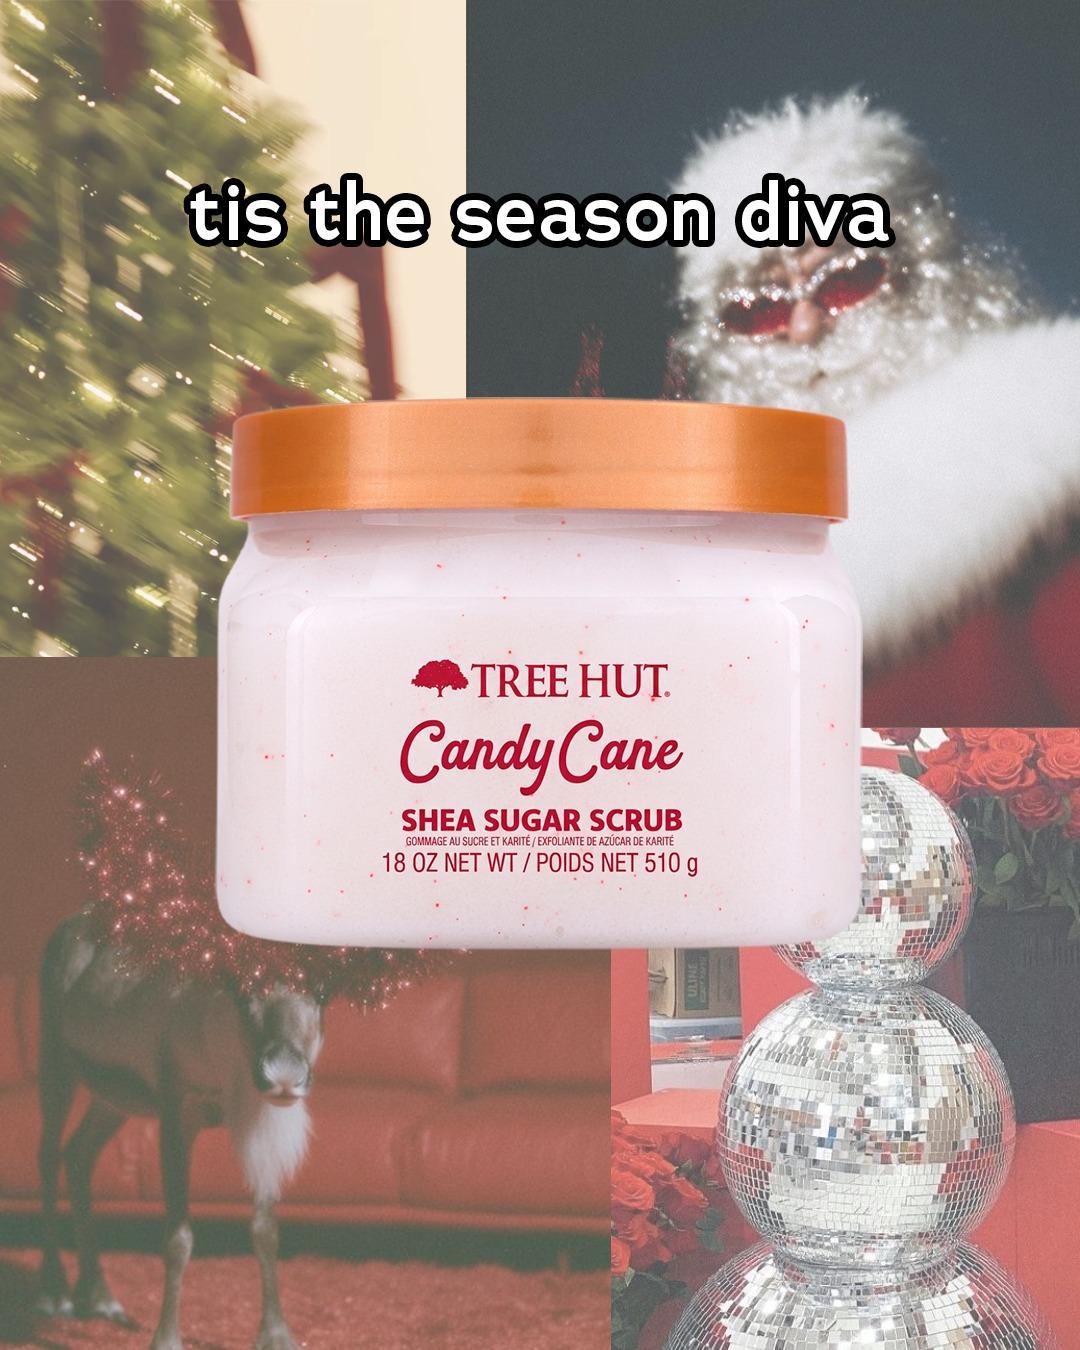 tis the season diva
TREE HUT®
Candy Cane
SHEA SUGAR SCRUB
GOMMAGE AU SUCRE ET KARITÉ / EXFOLIANTE DE AZÚCAR DE KARITÉ
18 OZ NET WT / POIDS NET 510 g
ULINE